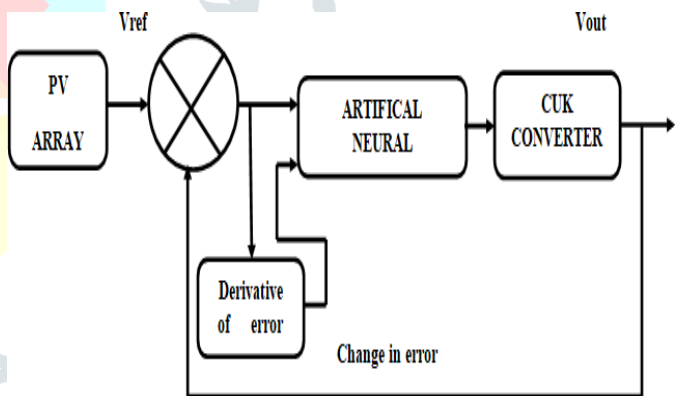 Vref
Vout
PV
ARRAY
ARTIFICAL
NEURAL
CUK
CONVERTER
Derivative
of error
Change in error